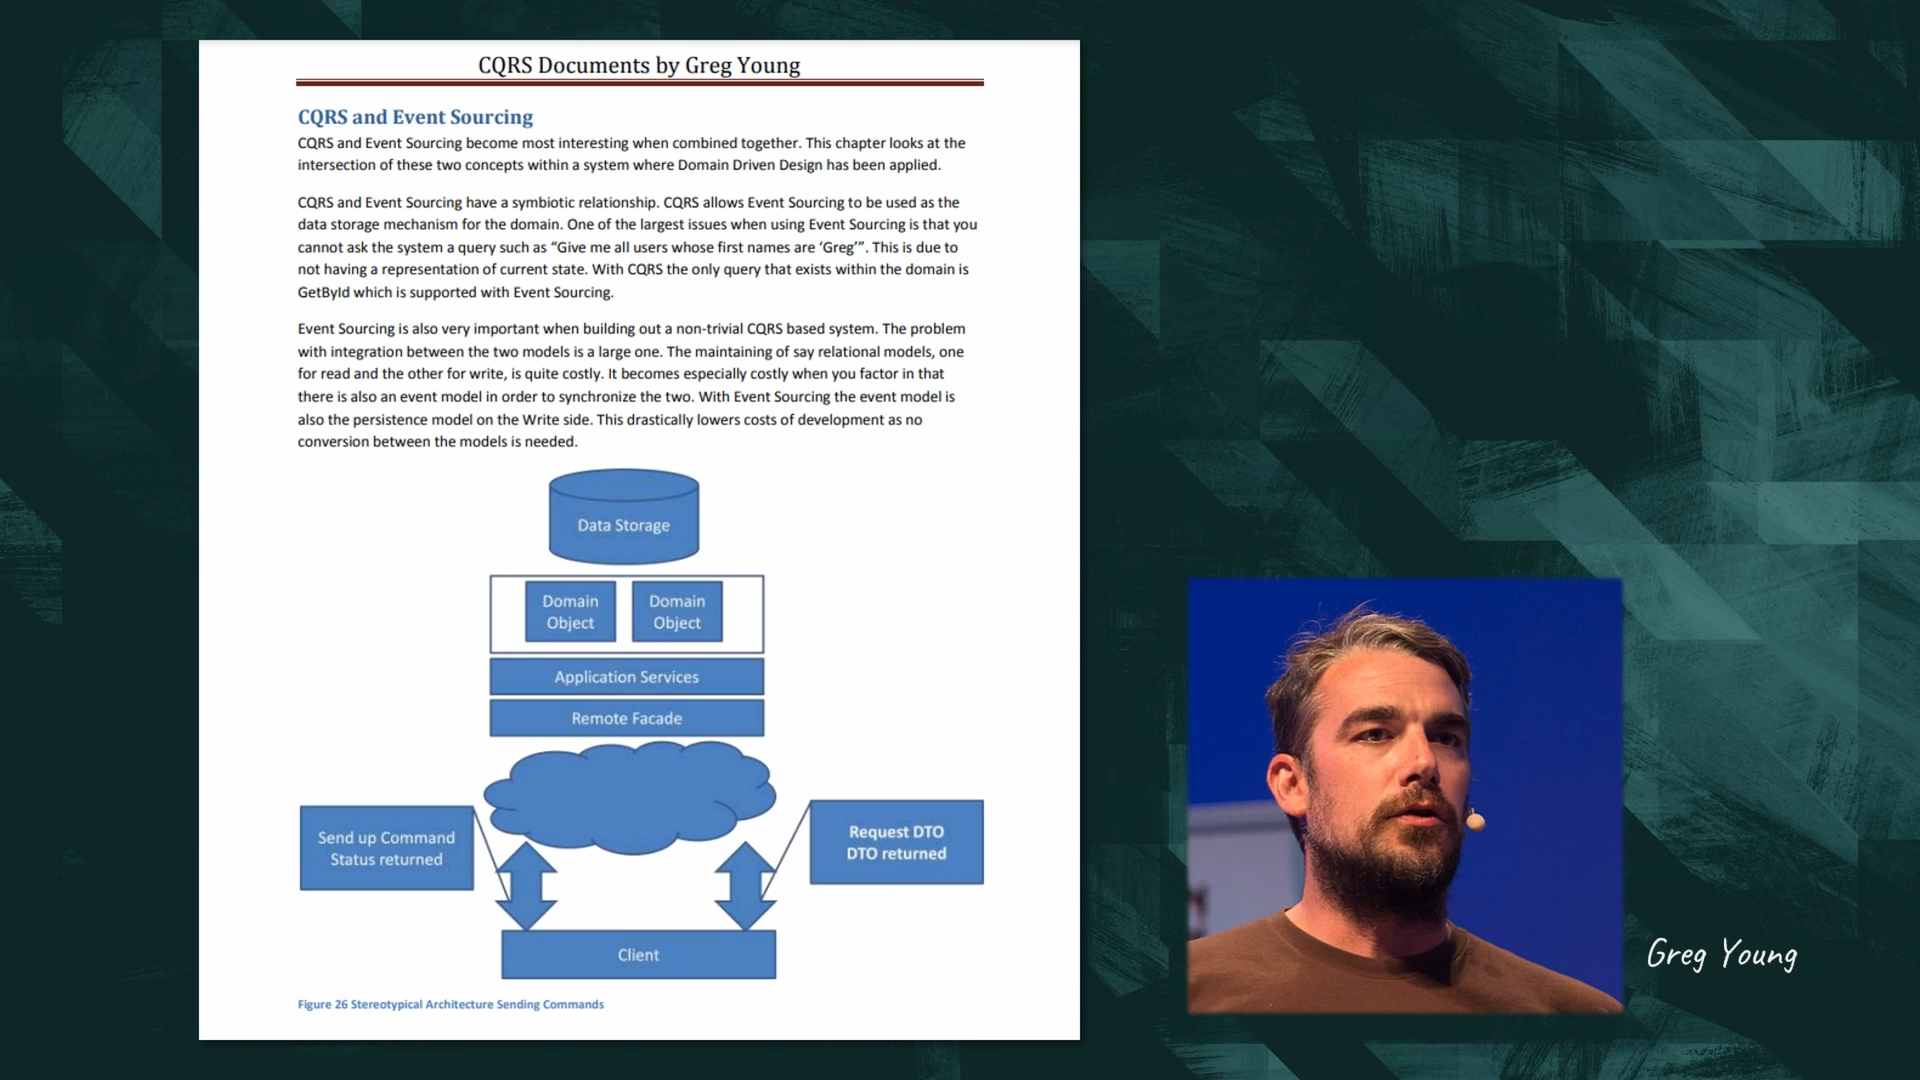 CQRS Documents by Greg Young
CQRS and Event Sourcing
CQRS and Event Sourcing become most interesting when combined together. This chapter looks at the
intersection of these two concepts within a system where Domain Driven Design has been applied.
CQRS and Event Sourcing have a symbiotic relationship. CQRS allows Event Sourcing to be used as the
data storage mechanism for the domain. One of the largest issues when using Event Sourcing is that you
cannot ask the system a query such as “Give me all users whose first names are ‘Greg’”. This is due to
not having a representation of current state. With CQRS the only query that exists within the domain is
GetById which is supported with Event Sourcing.
Event Sourcing is also very important when building out a non-trivial CQRS based system. The problem
with integration between the two models is a large one. The maintaining of say relational models, one
for read and the other for write, is quite costly. It becomes especially costly when you factor in that
there is also an event model in order to synchronize the two. With Event Sourcing the event model is
also the persistence model on the Write side. This drastically lowers costs of development as no
conversion between the models is needed.
Data Storage
Domain
Object
Domain
Object
Application Services
Remote Facade
Send up Command
Status returned
Request DTO
DTO returned
Client
Figure 26 Stereotypical Architecture Sending Commands
Greg Young